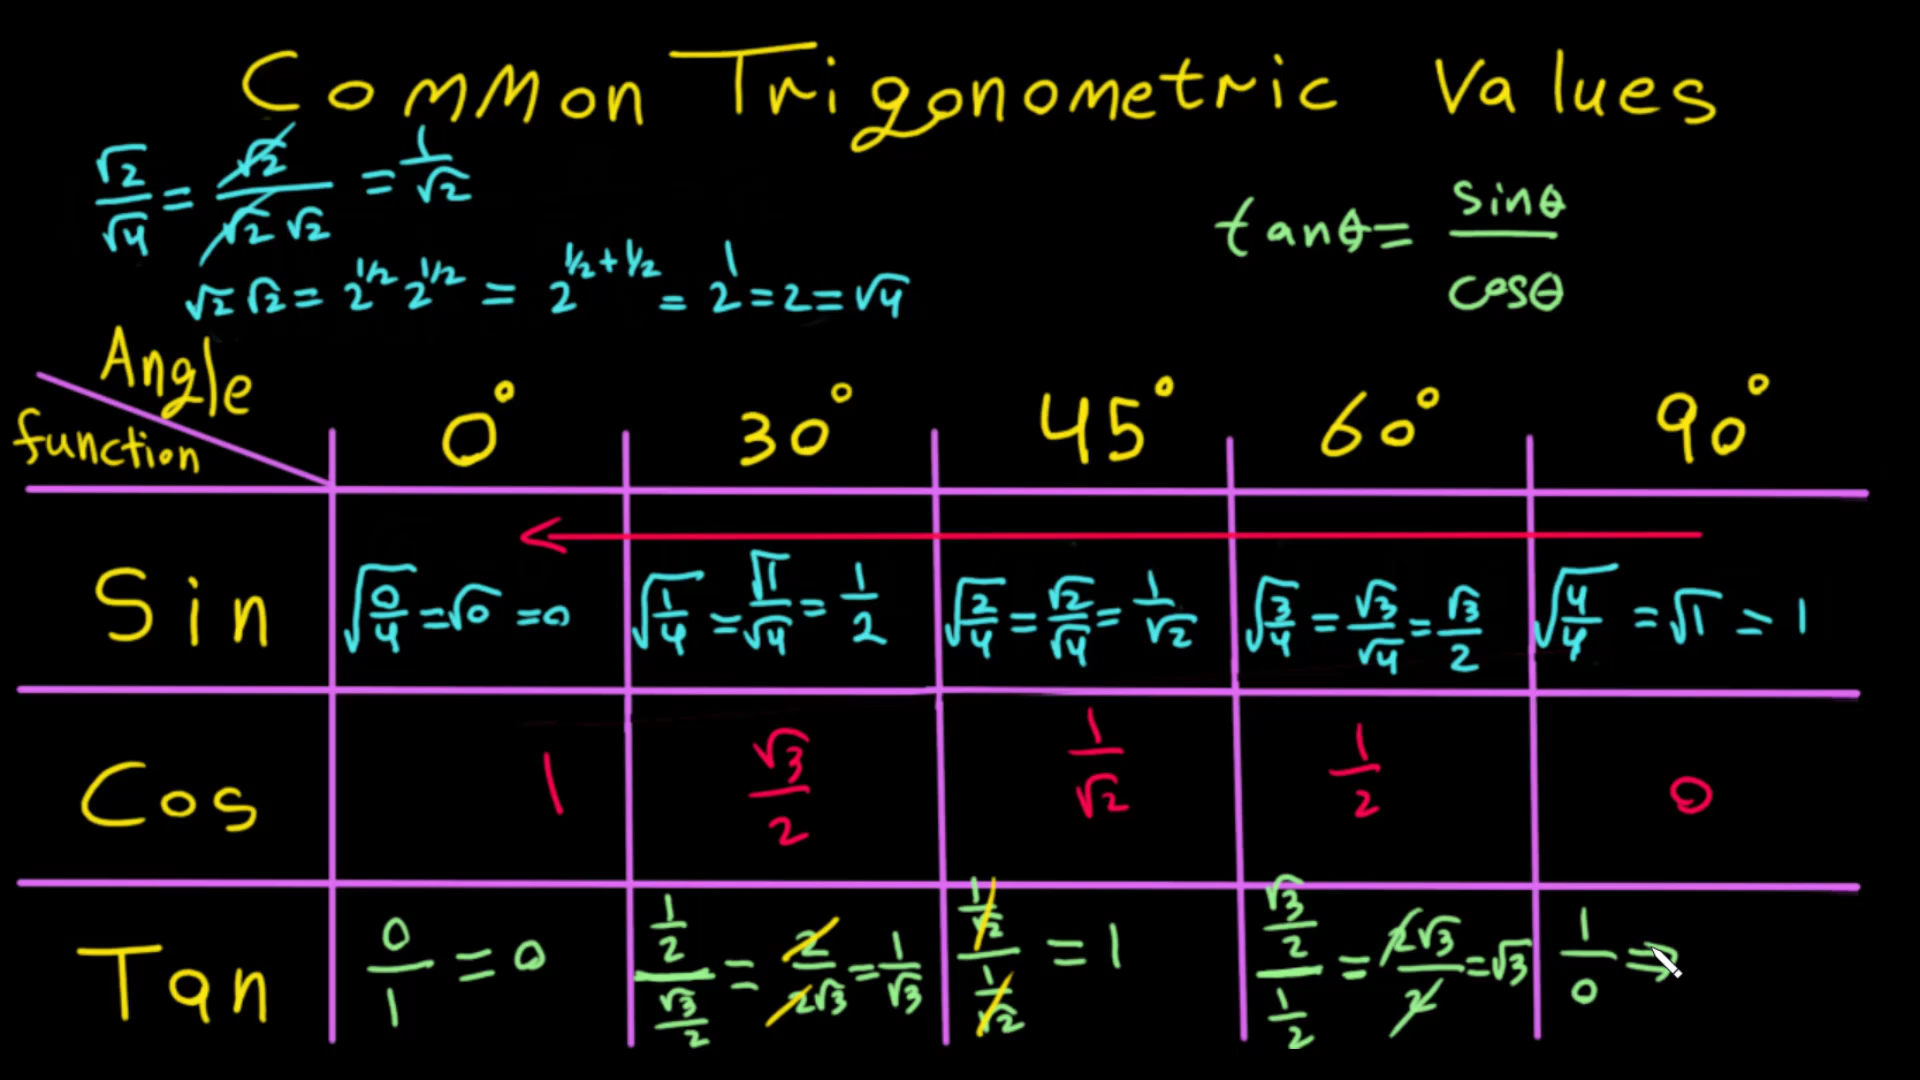 Common Trigonometric Values
√2/√4 = √2/(√2 √2) = 1/√2
tanθ = sinθ/cosθ
√2 √2 = 2^1/2 2^1/2 = 2^1/2+1/2 = 2^1 = 2 = √4
Angle
function
0° 30° 45° 60° 90°
Sin √(0/4) = √0 = 0 √(1/4) = √1/√4 = 1/2 √(2/4) = √2/√4 = 1/√2 √(3/4) = √3/√4 = √3/2 √(4/4) = √1 = 1
Cos 1 √3/2 1/√2 1/2 0
Tan 0/1 = 0 (1/2)/(√3/2) = 2/(2√3) = 1/√3 (1/√2)/(1/√2) = 1 (√3/2)/(1/2) = 2√3/2 = √3 1/0 ⇒